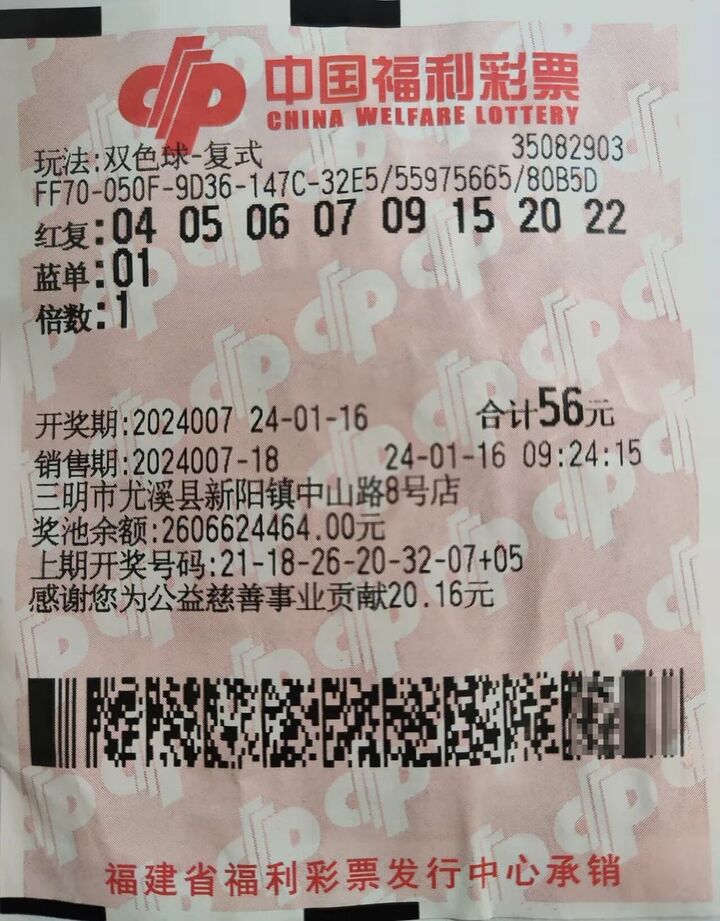 中国福利彩票
CHINA WELFARE LOTTERY
玩法:双色球-复式 35082903
FF70-050F-9D36-147C-32E5/55975665/80B5D
红复:04 05 06 07 09 15 20 22
蓝单:01
倍数:1
开奖期:2024007 24-01-16 合计56元
销售期:2024007-18 24-01-16 09:24:15
三明市尤溪县新阳镇中山路8号店
奖池余额:2606624464.00元
上期开奖号码:21-18-26-20-32-07+05
感谢您为公益慈善事业贡献20.16元
福建省福利彩票发行中心承销